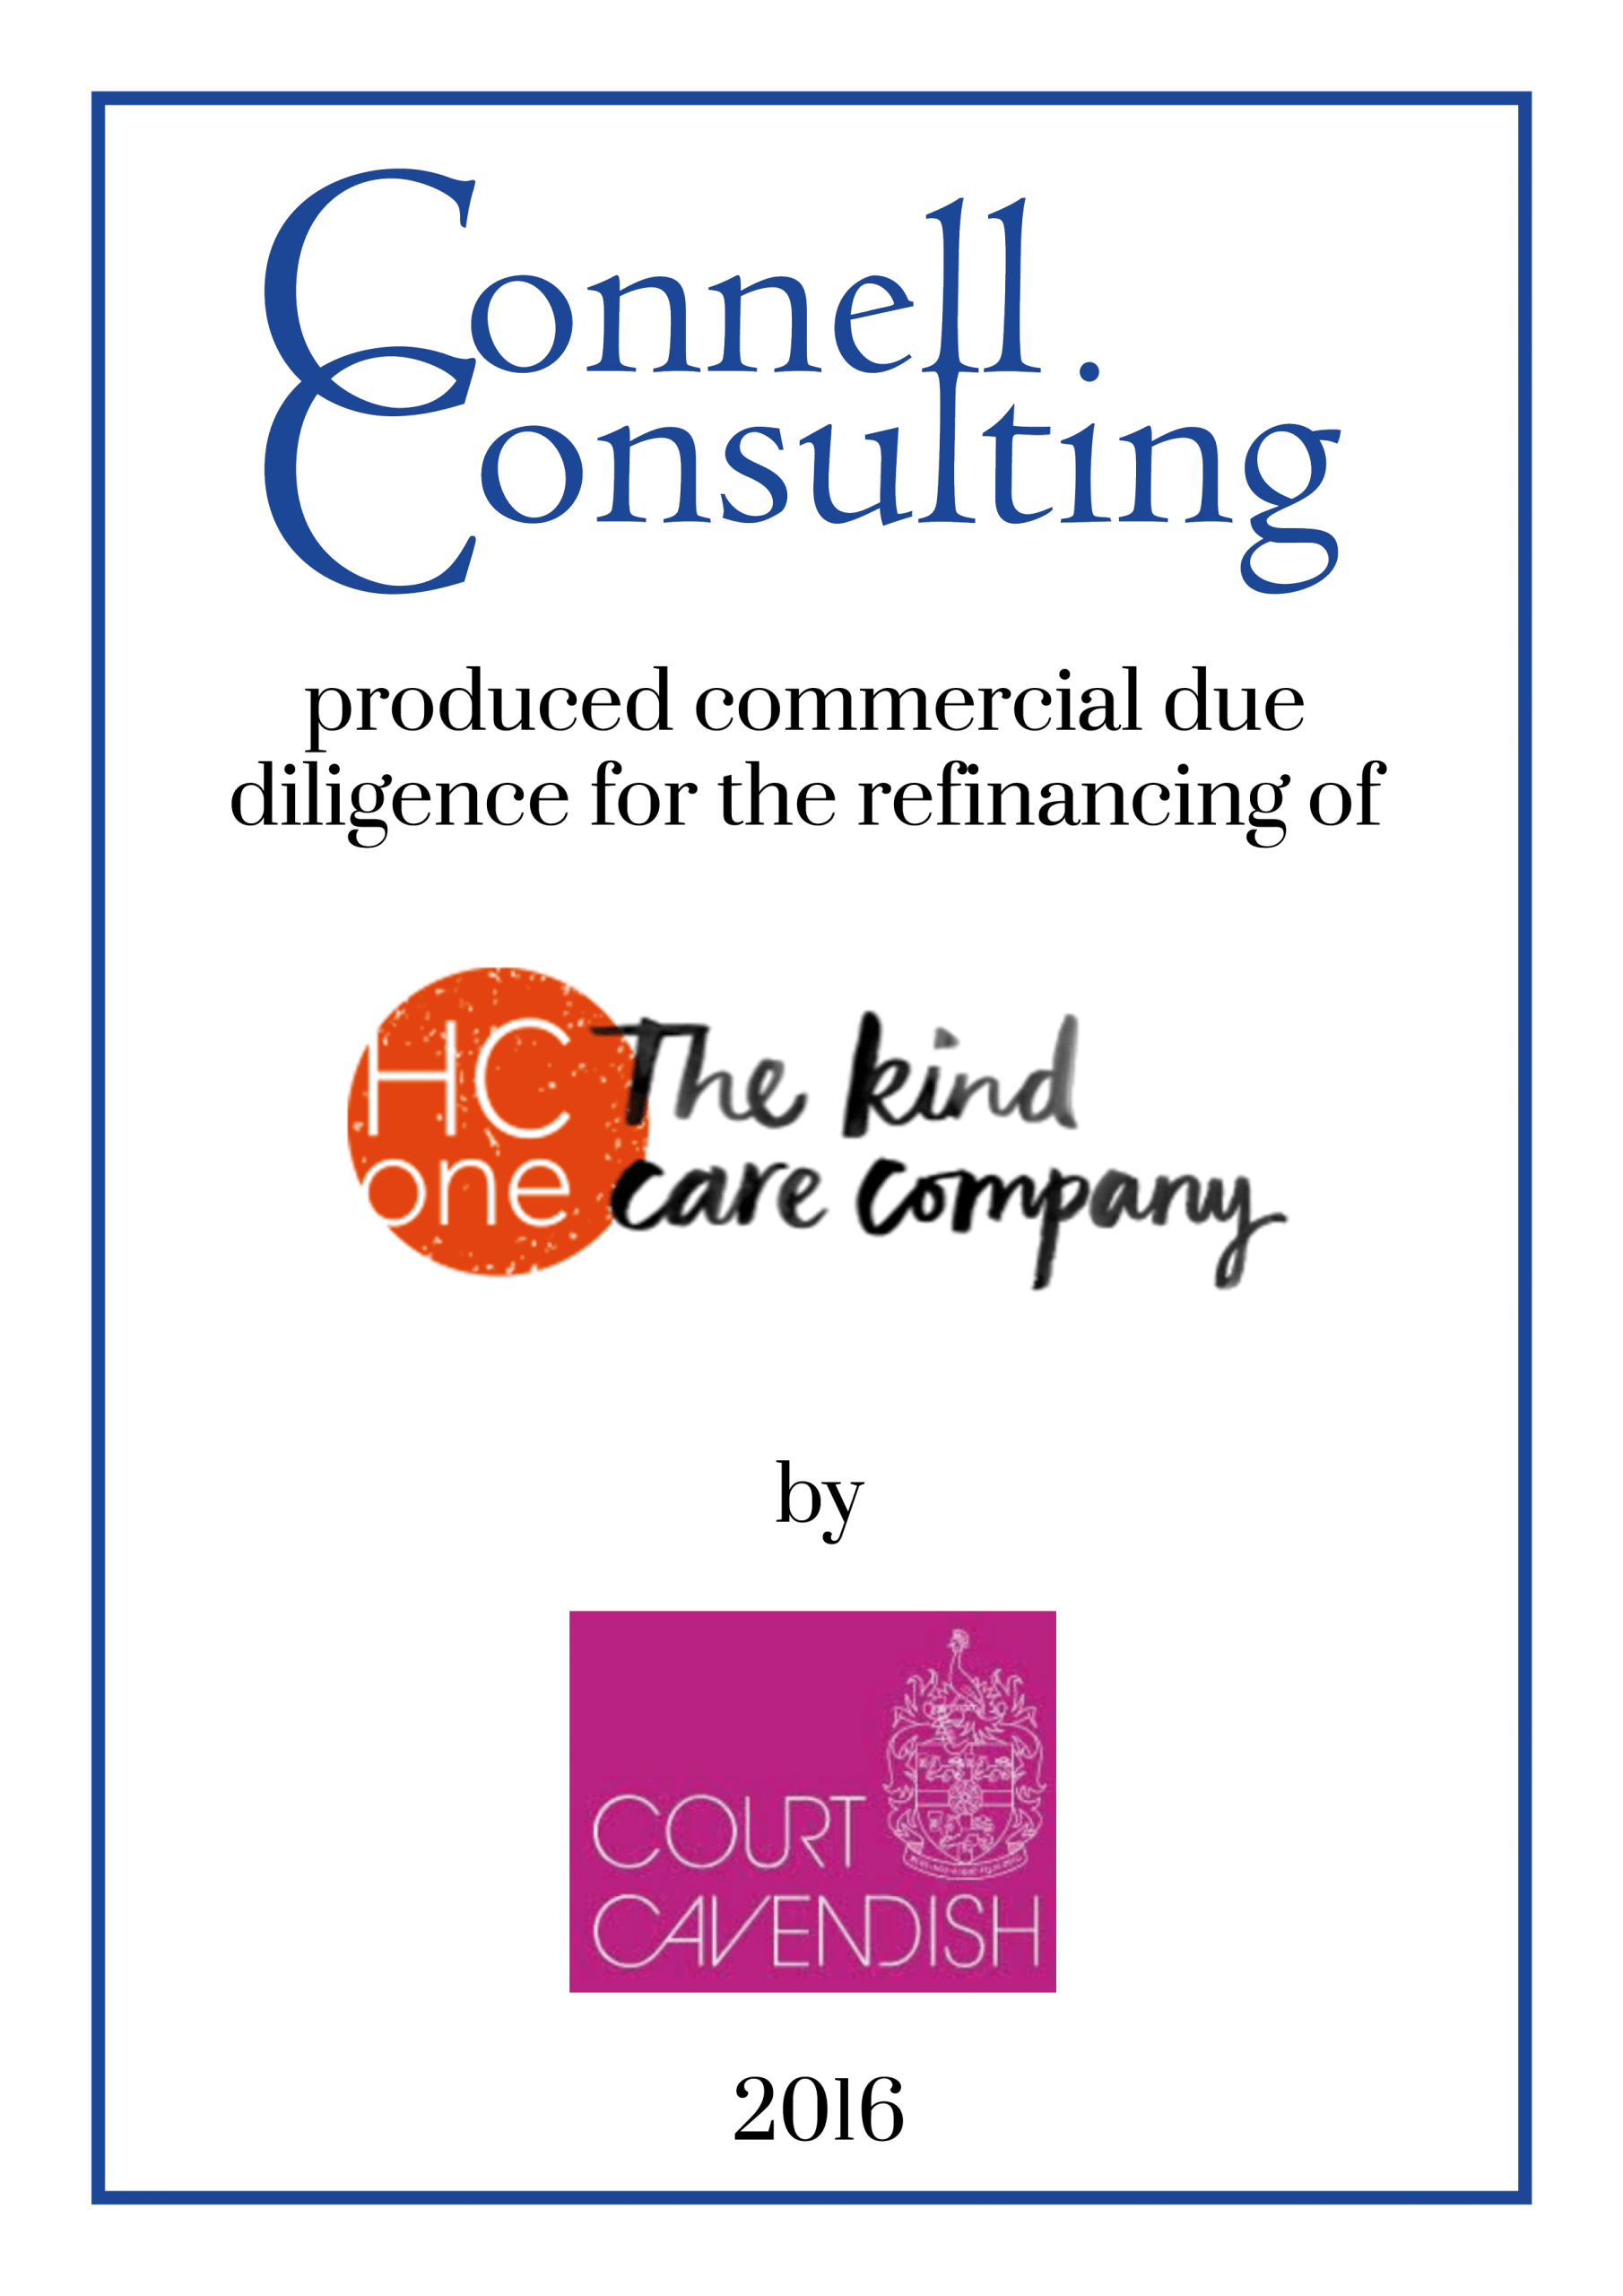 Connell
Consulting
produced commercial due
diligence for the refinancing of
HC
one
The kind
care company
by
COURT
CAVENDISH
2016